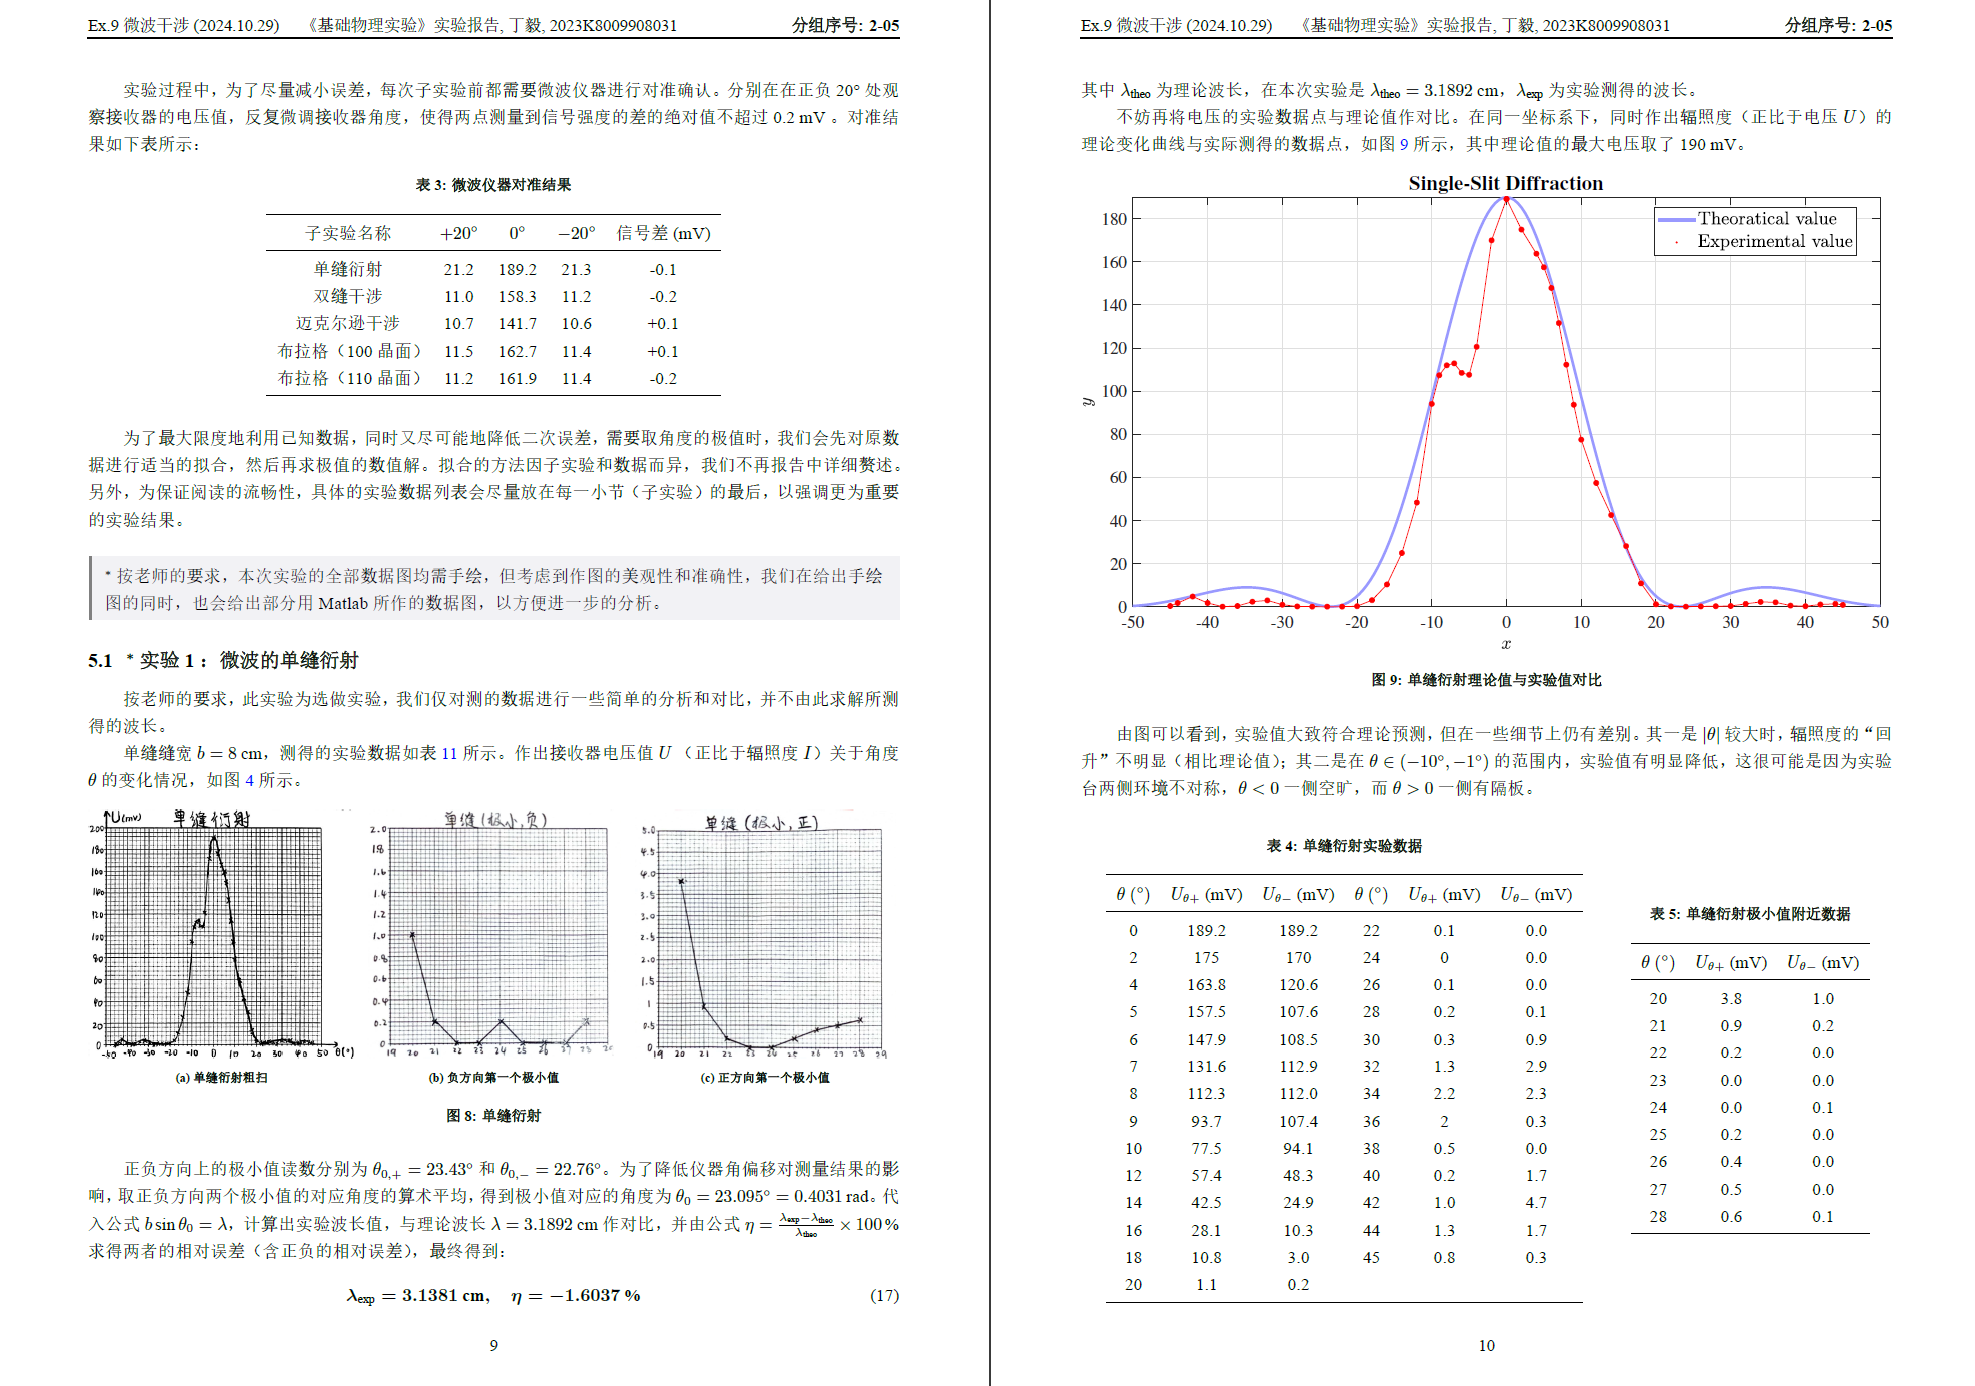 Ex.9 微波干涉 (2024.10.29) 《基础物理实验》实验报告, 丁毅, 2023K8009908031 分组序号: 2-05
实验过程中，为了尽量减小误差，每次子实验前都需要微波仪器进行对准确认。分别在在正负 20° 处观
察接收器的电压值，反复微调接收器角度，使得两点测量到信号强度的差的绝对值不超过 0.2 mV 。对准结
果如下表所示：
表 3: 微波仪器对准结果
子实验名称 +20° 0° −20° 信号差 (mV)
单缝衍射 21.2 189.2 21.3 -0.1
双缝干涉 11.0 158.3 11.2 -0.2
迈克尔逊干涉 10.7 141.7 10.6 +0.1
布拉格（100 晶面） 11.5 162.7 11.4 +0.1
布拉格（110 晶面） 11.2 161.9 11.4 -0.2
为了最大限度地利用已知数据，同时又尽可能地降低二次误差，需要取角度的极值时，我们会先对原数
据进行适当的拟合，然后再求极值的数值解。拟合的方法因子实验和数据而异，我们不再报告中详细赘述。
另外，为保证阅读的流畅性，具体的实验数据列表会尽量放在每一小节（子实验）的最后，以强调更为重要
的实验结果。
* 按老师的要求，本次实验的全部数据图均需手绘，但考虑到作图的美观性和准确性，我们在给出手绘
图的同时，也会给出部分用 Matlab 所作的数据图，以方便进一步的分析。
5.1 * 实验 1：微波的单缝衍射
按老师的要求，此实验为选做实验，我们仅对测的数据进行一些简单的分析和对比，并不由此求解所测
得的波长。
单缝缝宽 b = 8 cm，测得的实验数据如表 11 所示。作出接收器电压值 U （正比于辐照度 I）关于角度
θ 的变化情况，如图 4 所示。
U(mv) 单缝衍射
200
180
160
140
120
100
80
60
40
20
0
-50 -40 -30 -20 -10 0 10 20 30 40 50 θ(°)
单缝(极小,负)
2.0
18
1.6
1.4
1.2
1.0
0.8
0.6
0.4
0.2
0
19 20 21 22 23 24 25 26 27 28 29
单缝(极小,正)
5.0
4.5
4.0
3.5
3.0
2.5
2.0
1.5
1
0.5
0
19 20 21 22 23 24 25 26 27 28 29
(a) 单缝衍射粗扫 (b) 负方向第一个极小值 (c) 正方向第一个极小值
图 8: 单缝衍射
正负方向上的极小值读数分别为 θ0,+ = 23.43° 和 θ0,− = 22.76°。为了降低仪器角偏移对测量结果的影
响，取正负方向两个极小值的对应角度的算术平均，得到极小值对应的角度为 θ0 = 23.095° = 0.4031 rad。代
入公式 b sin θ0 = λ，计算出实验波长值，与理论波长 λ = 3.1892 cm 作对比，并由公式 η = (λexp−λtheo)/λtheo × 100 %
求得两者的相对误差（含正负的相对误差），最终得到：
λexp = 3.1381 cm, η = −1.6037 % (17)
9
Ex.9 微波干涉 (2024.10.29) 《基础物理实验》实验报告, 丁毅, 2023K8009908031 分组序号: 2-05
其中 λtheo 为理论波长，在本次实验是 λtheo = 3.1892 cm，λexp 为实验测得的波长。
不妨再将电压的实验数据点与理论值作对比。在同一坐标系下，同时作出辐照度（正比于电压 U）的
理论变化曲线与实际测得的数据点，如图 9 所示，其中理论值的最大电压取了 190 mV。
Single-Slit Diffraction
Theoratical value
Experimental value
180
160
140
120
100
80
60
40
20
0
y
-50 -40 -30 -20 -10 0 10 20 30 40 50
x
图 9: 单缝衍射理论值与实验值对比
由图可以看到，实验值大致符合理论预测，但在一些细节上仍有差别。其一是 |θ| 较大时，辐照度的“回
升”不明显（相比理论值）；其二是在 θ ∈ (−10°, −1°) 的范围内，实验值有明显降低，这很可能是因为实验
台两侧环境不对称，θ < 0 一侧空旷，而 θ > 0 一侧有隔板。
表 4: 单缝衍射实验数据
θ (°) Uθ+ (mV) Uθ− (mV) θ (°) Uθ+ (mV) Uθ− (mV)
0 189.2 189.2 22 0.1 0.0
2 175 170 24 0 0.0
4 163.8 120.6 26 0.1 0.0
5 157.5 107.6 28 0.2 0.1
6 147.9 108.5 30 0.3 0.9
7 131.6 112.9 32 1.3 2.9
8 112.3 112.0 34 2.2 2.3
9 93.7 107.4 36 2 0.3
10 77.5 94.1 38 0.5 0.0
12 57.4 48.3 40 0.2 1.7
14 42.5 24.9 42 1.0 4.7
16 28.1 10.3 44 1.3 1.7
18 10.8 3.0 45 0.8 0.3
20 1.1 0.2
表 5: 单缝衍射极小值附近数据
θ (°) Uθ+ (mV) Uθ− (mV)
20 3.8 1.0
21 0.9 0.2
22 0.2 0.0
23 0.0 0.0
24 0.0 0.1
25 0.2 0.0
26 0.4 0.0
27 0.5 0.0
28 0.6 0.1
10